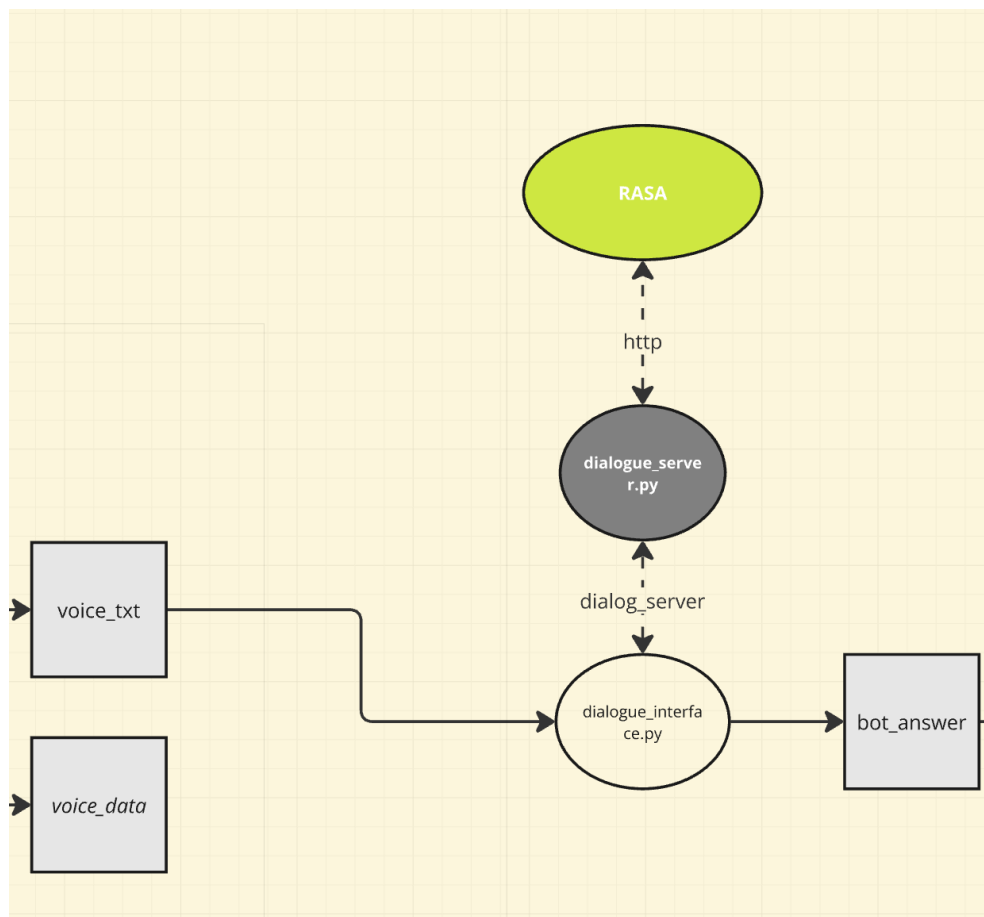 RASA
http
dialogue_serve
r.py
voice_txt
dialog_server
dialogue_interfa
ce.py
bot_answer
voice_data